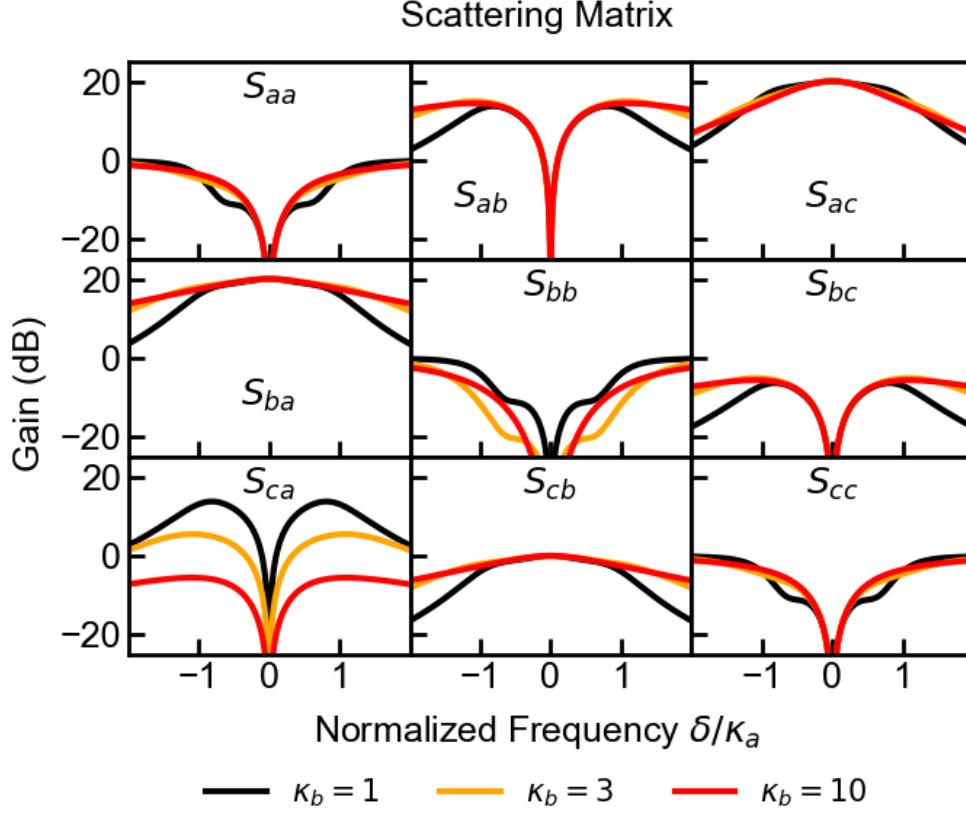 Scattering Matrix
Gain (dB)
20
0
−20
S_aa
S_ab
S_ac
20
0
−20
S_ba
S_bb
S_bc
20
0
−20
S_ca
S_cb
S_cc
−1 0 1 −1 0 1 −1 0 1
Normalized Frequency δ/κ_a
κ_b = 1 κ_b = 3 κ_b = 10